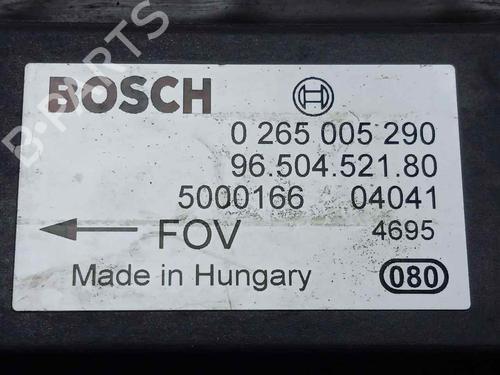 B-PARTS
BOSCH
0 265 005 290
96.504.521.80
5000166 04041
FOV 4695
Made in Hungary 080